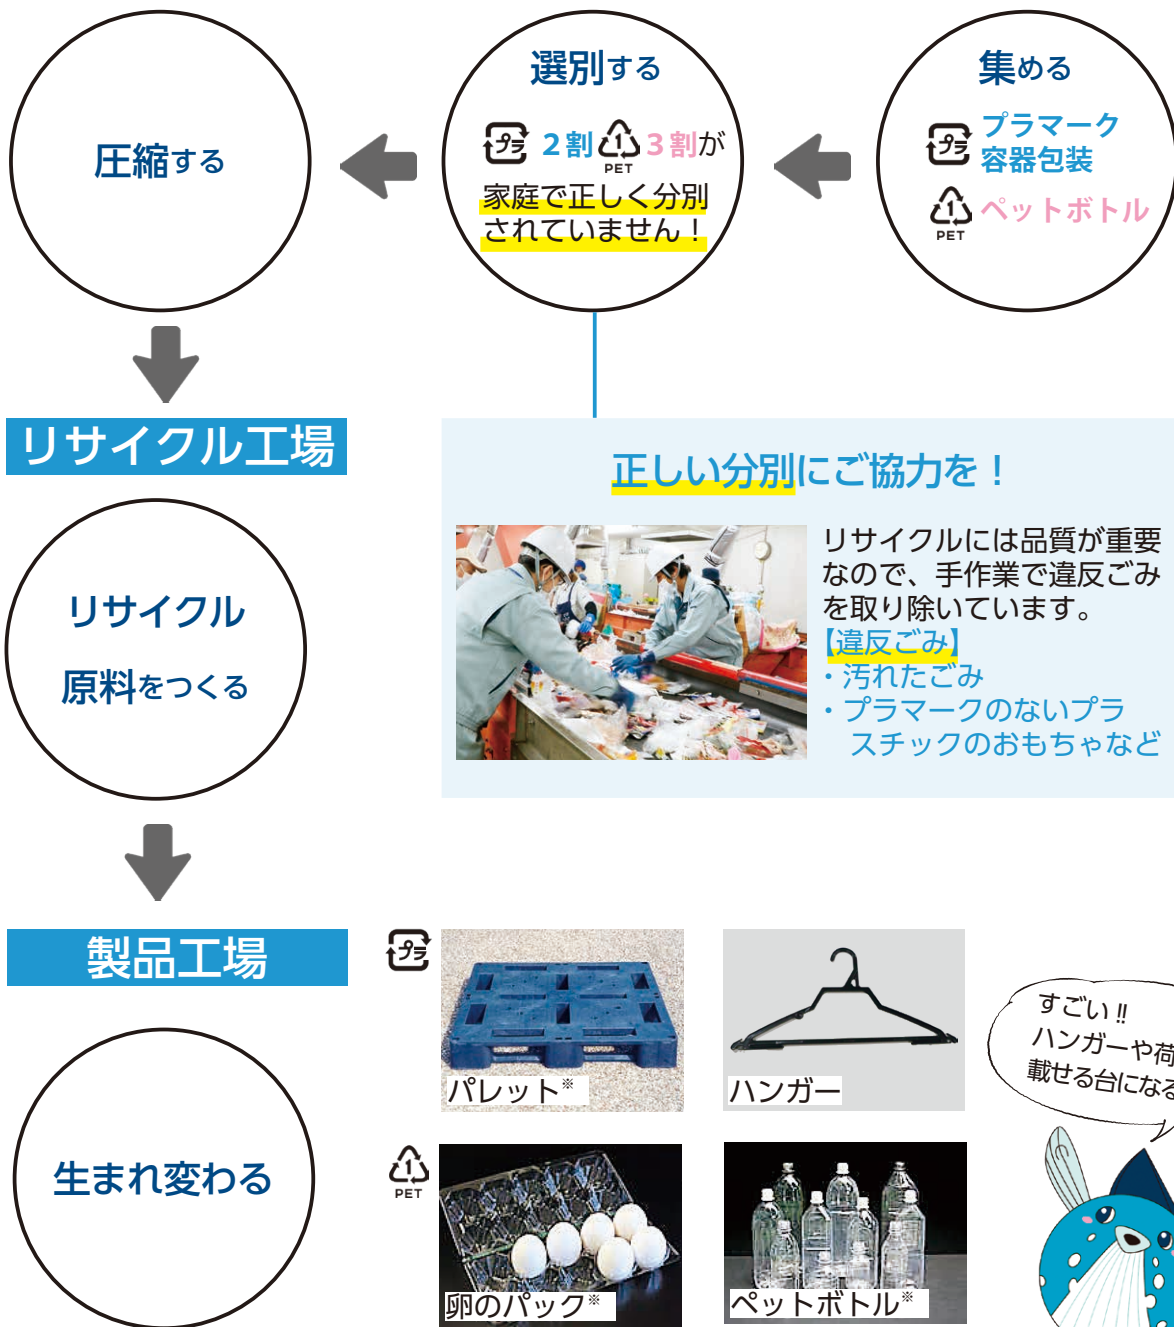 集める
プラ
プラマーク
容器包装
1
PET
ペットボトル
選別する
プラ 2割 1 PET 3割が
家庭で正しく分別
されていません！
圧縮する
リサイクル工場
リサイクル
原料をつくる
正しい分別にご協力を！
リサイクルには品質が重要
なので、手作業で違反ごみ
を取り除いています。
【違反ごみ】
・汚れたごみ
・プラマークのないプラ
スチックのおもちゃなど
製品工場
生まれ変わる
プラ
パレット※
ハンガー
1
PET
卵のパック※
ペットボトル※
すごい!!
ハンガーや荷
載せる台になる